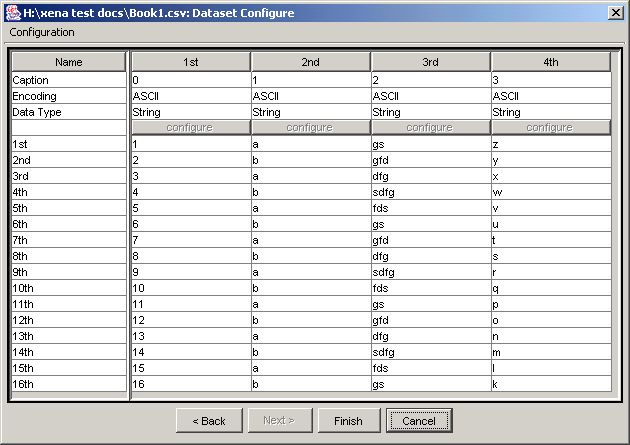 H:\xena test docs\Book1.csv: Dataset Configure
Configuration
Name 1st 2nd 3rd 4th
Caption 0 1 2 3
Encoding ASCII ASCII ASCII ASCII
Data Type String String String String
configure configure configure configure
1st 1 a gs z
2nd 2 b gfd y
3rd 3 a dfg x
4th 4 b sdfg w
5th 5 a fds v
6th 6 b gs u
7th 7 a gfd t
8th 8 b dfg s
9th 9 a sdfg r
10th 10 b fds q
11th 11 a gs p
12th 12 b gfd o
13th 13 a dfg n
14th 14 b sdfg m
15th 15 a fds l
16th 16 b gs k
< Back Next > Finish Cancel